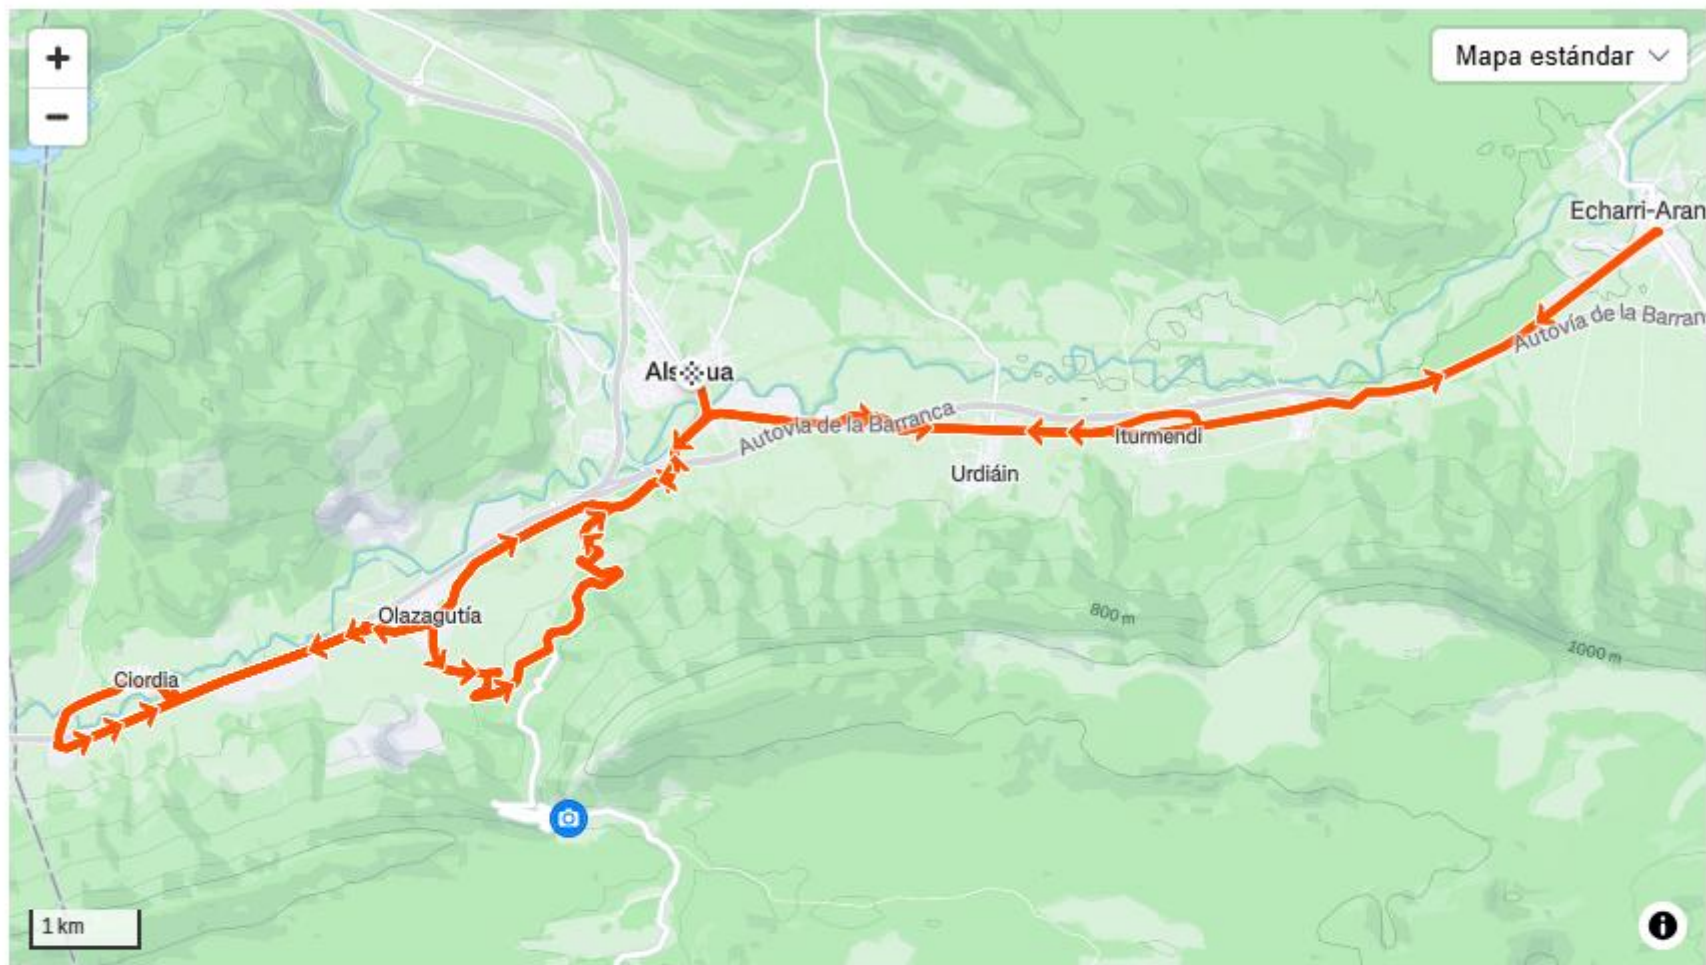 +
Mapa estándar
−
Echarri-Aran
Autovía de la Barran
Als ua
Autovía de la Barranca
Iturmendi
Urdiáin
Olazagutía
800 m
1000 m
Ciordia
1 km